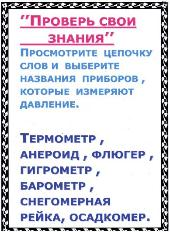 "Проверь свои
знания"
Просмотрите цепочку
слов и выберите
названия приборов ,
которые измеряют
давление.
Термометр ,
анероид , флюгер ,
гигрометр ,
барометр ,
снегомерная
рейка, осадкомер.